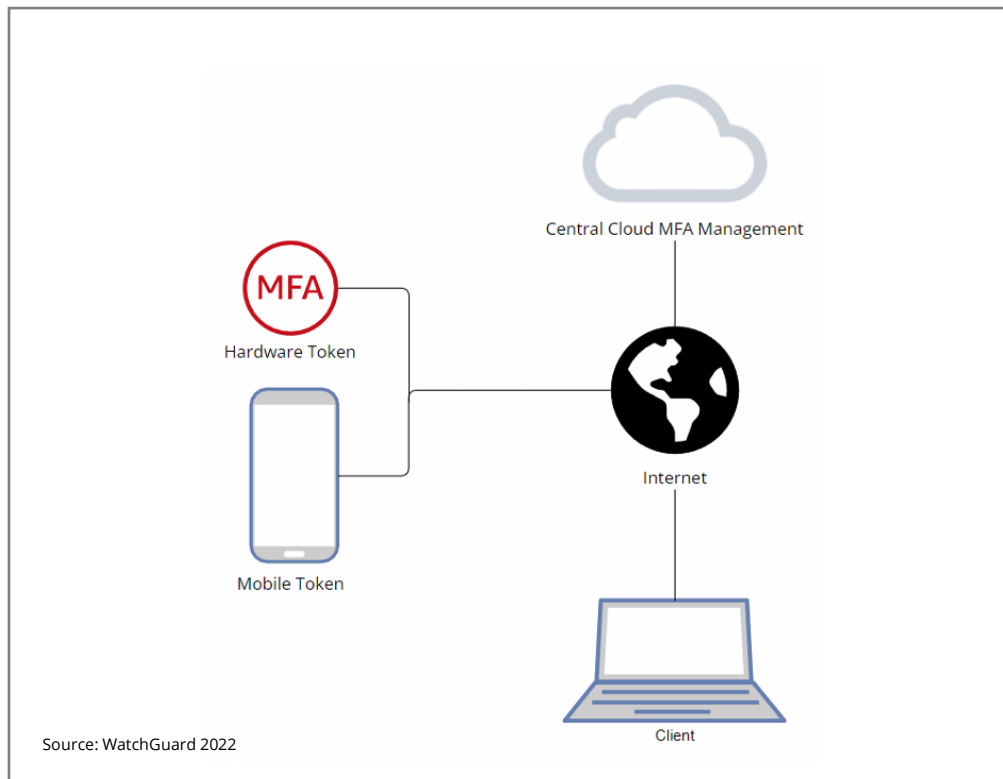 Central Cloud MFA Management
MFA
Hardware Token
Internet
Mobile Token
Client
Source: WatchGuard 2022